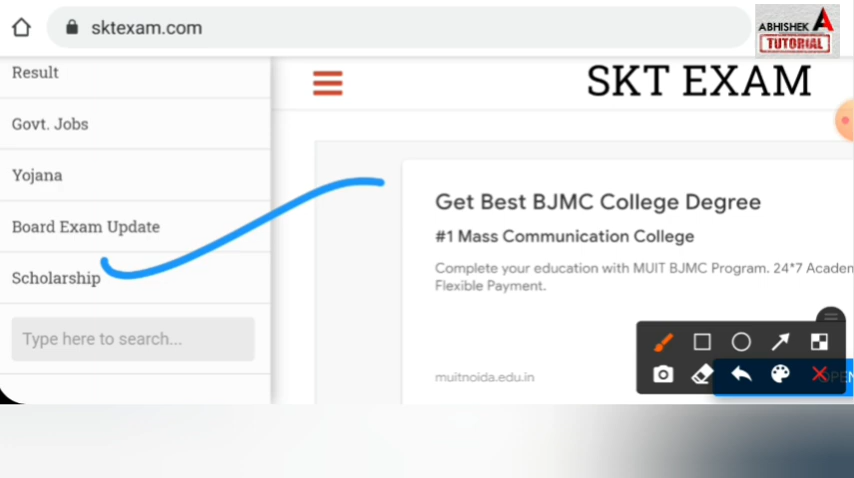 sktexam.com
ABHISHEK A
TUTORIAL
Result
Govt. Jobs
Yojana
Board Exam Update
Scholarship
Type here to search...
SKT EXAM
Get Best BJMC College Degree
#1 Mass Communication College
Complete your education with MUIT BJMC Program. 24*7 Academ
Flexible Payment.
muitnoida.edu.in
OPEN